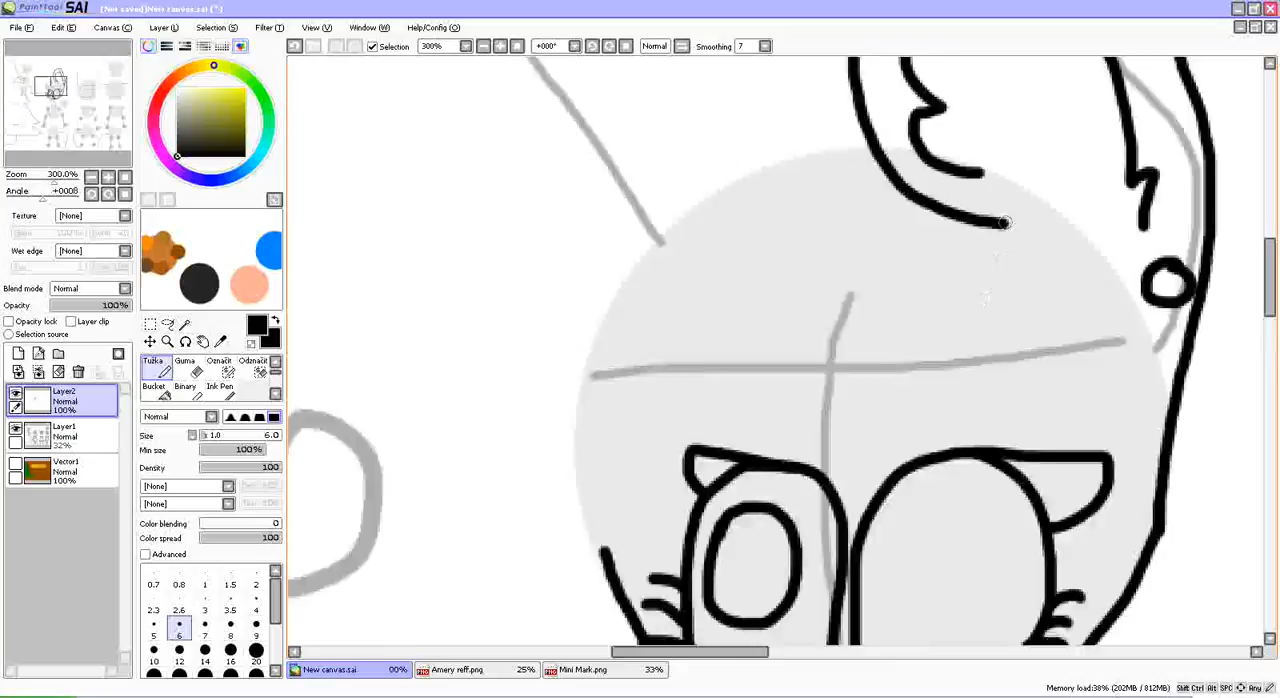 PaintTool SAI [Not saved]New canvas.sai (*)
File (F) Edit (E) Canvas (C) Layer (L) Selection (S) Filter (T) View (V) Window (W) Help/Config (O)
Selection 300% +000° Normal Smoothing 7
Zoom 300.0%
Angle +000°
Texture [None]
Wet edge [None]
Blend mode Normal
Opacity 100%
Opacity lock Layer clip
Selection source
Layer2
Normal
100%
Layer1
Normal
32%
Vector1
Normal
100%
Tužka Guma Označit Odznačit
Bucket Binary Ink Pen
Normal
Size x 1.0 6.0
Min size 100%
Density 100
[None]
[None]
Color blending 0
Color spread 100
Advanced
0.7 0.8 1 1.5 2
2.3 2.6 3 3.5 4
5 6 7 8 9
10 12 14 16 20
New canvas.sai 00% Amery reff.png 25% Mini Mark.png 33%
Memory load:38% (202MB / 812MB) Shift Ctrl Alt SPC Any